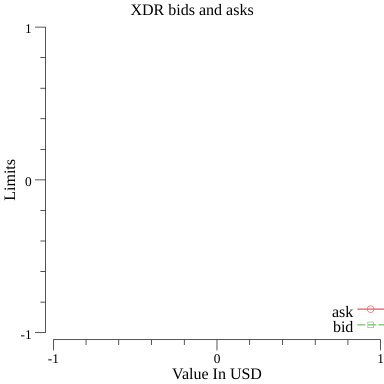 XDR bids and asks
1
0
-1
Limits
-1
0
1
Value In USD
ask
bid